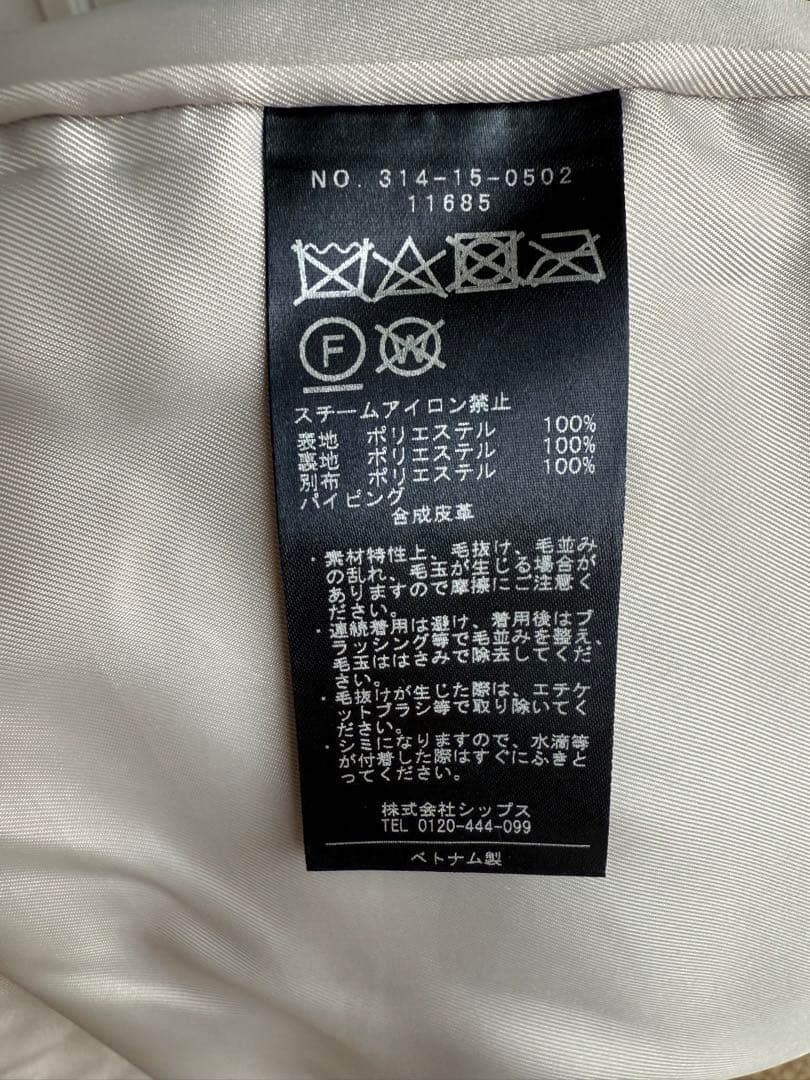 NO. 314-15-0502
11685
F
W
スチームアイロン禁止
表地 ポリエステル 100%
裏地 ポリエステル 100%
別布 ポリエステル 100%
パイピング
合成皮革
・素材特性上、毛抜け、毛並み
の乱れ、毛玉が生じる場合が
ありますので摩擦にご注意く
ださい。
・連続着用は避け、着用後はブ
ラッシング等で毛並みを整え、
毛玉ははさみで除去してくだ
さい。
・毛抜けが生じた際は、エチケ
ットブラシ等で取り除いてく
ださい。
・シミになりますので、水滴等
が付着した際はすぐにふきと
ってください。
株式会社シップス
TEL 0120-444-099
ベトナム製